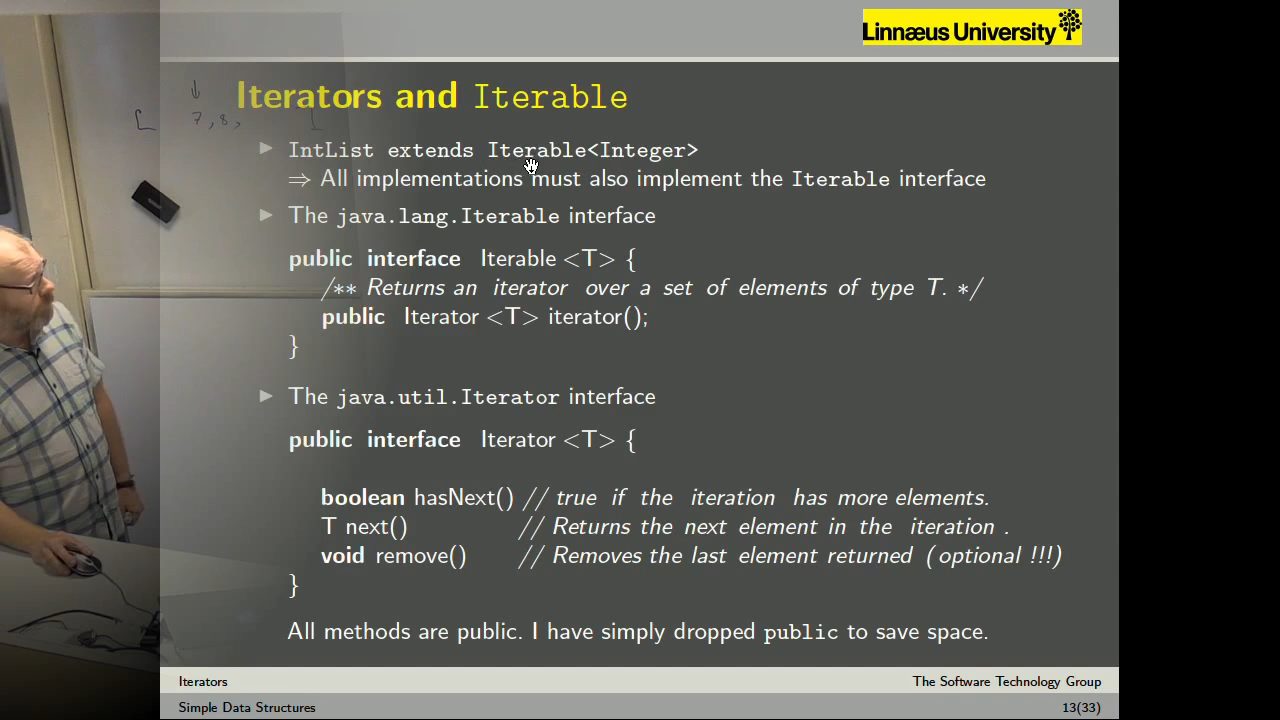 Linnæus University
Iterators and Iterable
7, 8,
IntList extends Iterable<Integer>
⇒ All implementations must also implement the Iterable interface
The java.lang.Iterable interface
public interface Iterable <T> {
/** Returns an iterator over a set of elements of type T. */
public Iterator <T> iterator();
}
The java.util.Iterator interface
public interface Iterator <T> {
boolean hasNext() // true if the iteration has more elements.
T next() // Returns the next element in the iteration .
void remove() // Removes the last element returned (optional !!!)
}
All methods are public. I have simply dropped public to save space.
Iterators The Software Technology Group
Simple Data Structures 13(33)